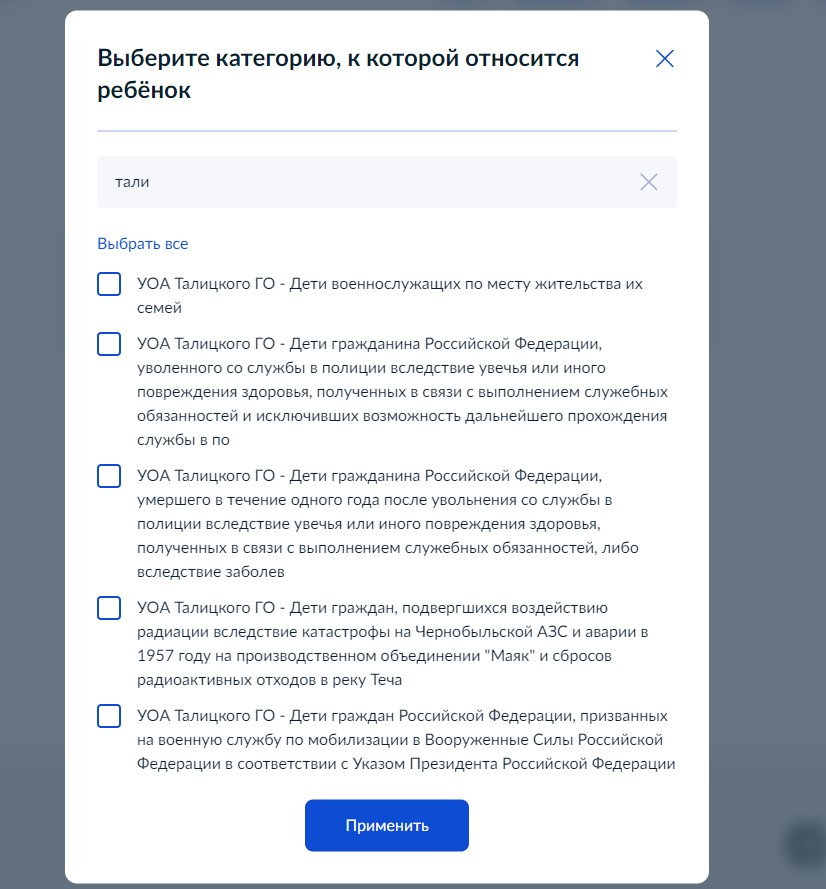 Выберите категорию, к которой относится
ребёнок
тали
Выбрать все
УОА Талицкого ГО - Дети военнослужащих по месту жительства их
семей
УОА Талицкого ГО - Дети гражданина Российской Федерации,
уволенного со службы в полиции вследствие увечья или иного
повреждения здоровья, полученных в связи с выполнением служебных
обязанностей и исключивших возможность дальнейшего прохождения
службы в по
УОА Талицкого ГО - Дети гражданина Российской Федерации,
умершего в течение одного года после увольнения со службы в
полиции вследствие увечья или иного повреждения здоровья,
полученных в связи с выполнением служебных обязанностей, либо
вследствие заболев
УОА Талицкого ГО - Дети граждан, подвергшихся воздействию
радиации вследствие катастрофы на Чернобыльской АЗС и аварии в
1957 году на производственном объединении "Маяк" и сбросов
радиоактивных отходов в реку Теча
УОА Талицкого ГО - Дети граждан Российской Федерации, призванных
на военную службу по мобилизации в Вооруженные Силы Российской
Федерации в соответствии с Указом Президента Российской Федерации
Применить